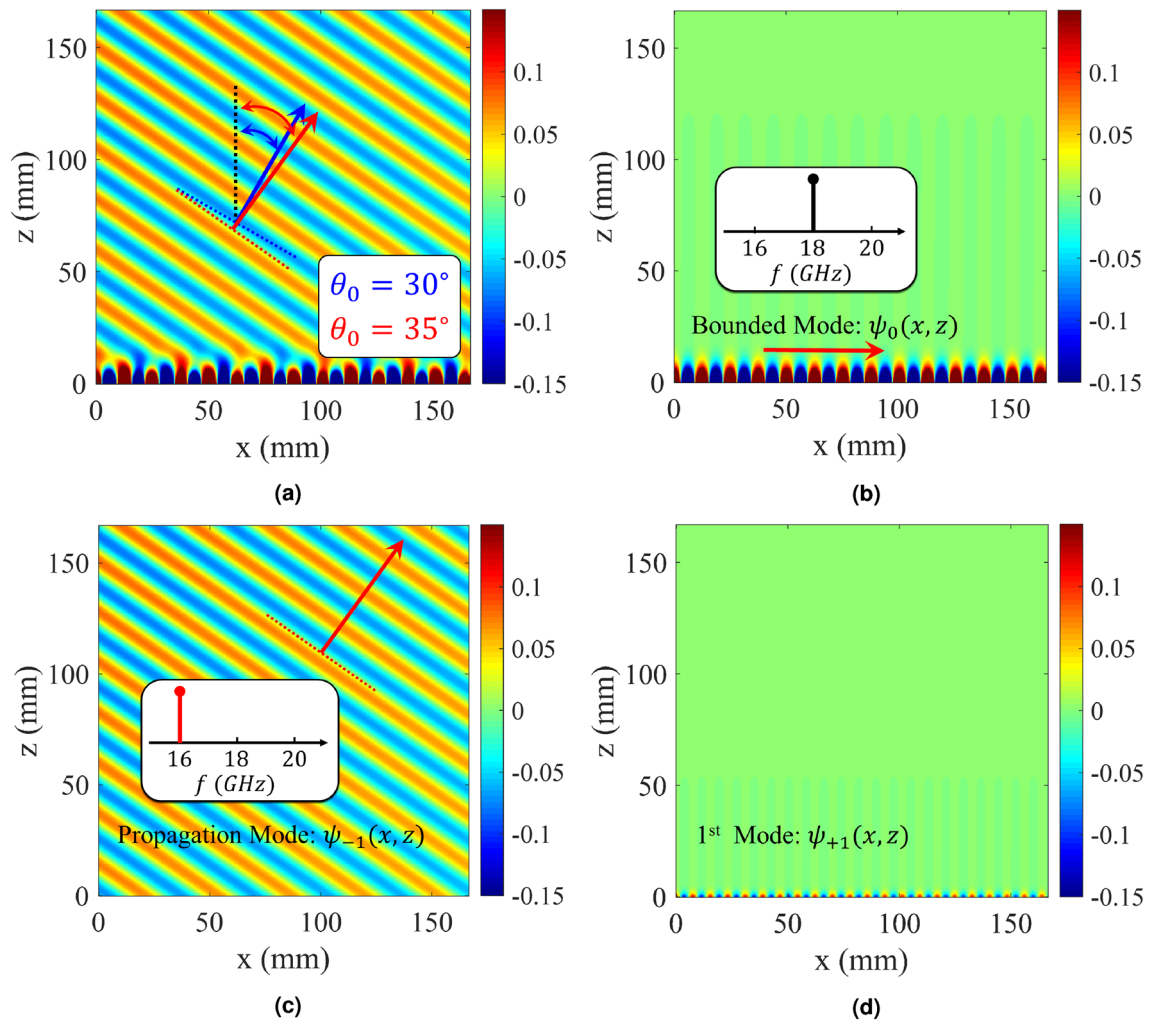 150
100
50
0
z (mm)
0 50 100 150
x (mm)
θ₀ = 30°
θ₀ = 35°
0.1
0.05
0
-0.05
-0.1
-0.15
(a)
150
100
50
0
z (mm)
0 50 100 150
x (mm)
16 18 20
f (GHz)
Bounded Mode: ψ₀(x, z)
0.1
0.05
0
-0.05
-0.1
-0.15
(b)
150
100
50
0
z (mm)
0 50 100 150
x (mm)
16 18 20
f (GHz)
Propagation Mode: ψ₋₁(x, z)
0.1
0.05
0
-0.05
-0.1
-0.15
(c)
150
100
50
0
z (mm)
0 50 100 150
x (mm)
1st Mode: ψ₊₁(x, z)
0.1
0.05
0
-0.05
-0.1
-0.15
(d)